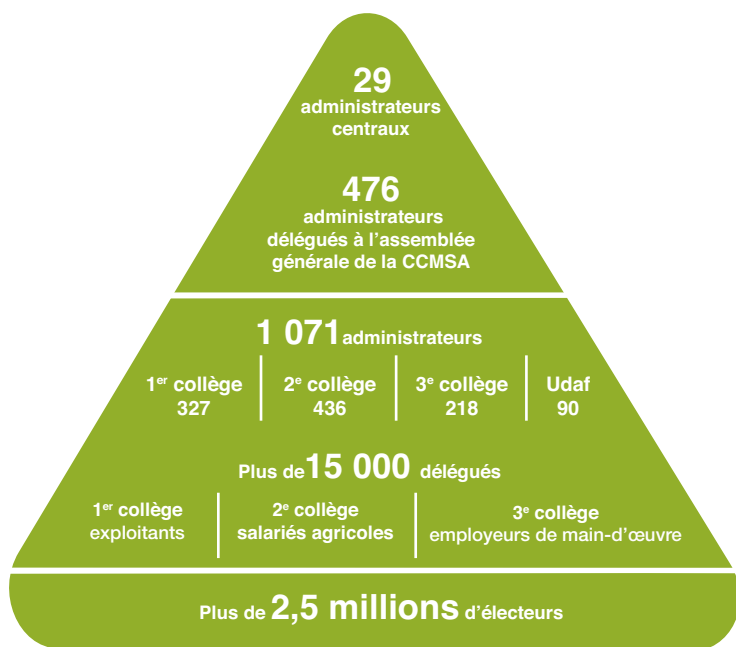 29
administrateurs
centraux
476
administrateurs
délégués à l’assemblée
générale de la CCMSA
1 071 administrateurs
1er collège
327
2e collège
436
3e collège
218
Udaf
90
Plus de 15 000 délégués
1er collège
exploitants
2e collège
salariés agricoles
3e collège
employeurs de main-d’œuvre
Plus de 2,5 millions d’électeurs